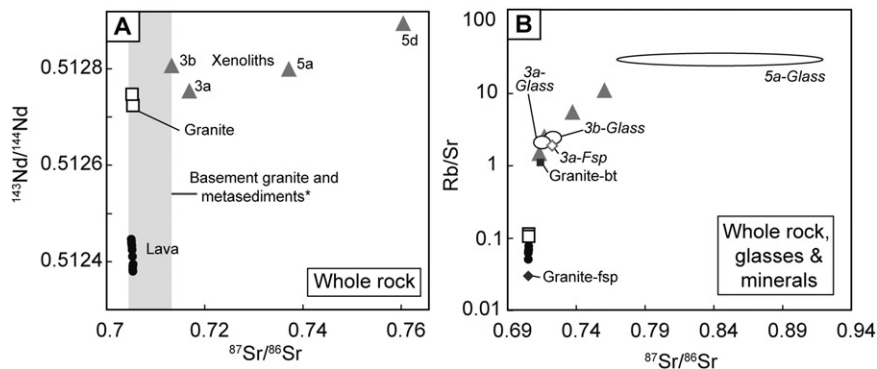 A
5d
3b
Xenoliths
5a
3a
Granite
Basement granite and
metasediments*
Lava
Whole rock
0.5128
0.5126
0.5124
¹⁴³Nd/¹⁴⁴Nd
0.7
0.72
0.74
0.76
⁸⁷Sr/⁸⁶Sr
B
3a-
Glass
5a-Glass
3b-Glass
3a-Fsp
Granite-bt
Granite-fsp
Whole rock,
glasses &
minerals
100
10
1
0.1
0.01
Rb/Sr
0.69
0.74
0.79
0.84
0.89
0.94
⁸⁷Sr/⁸⁶Sr